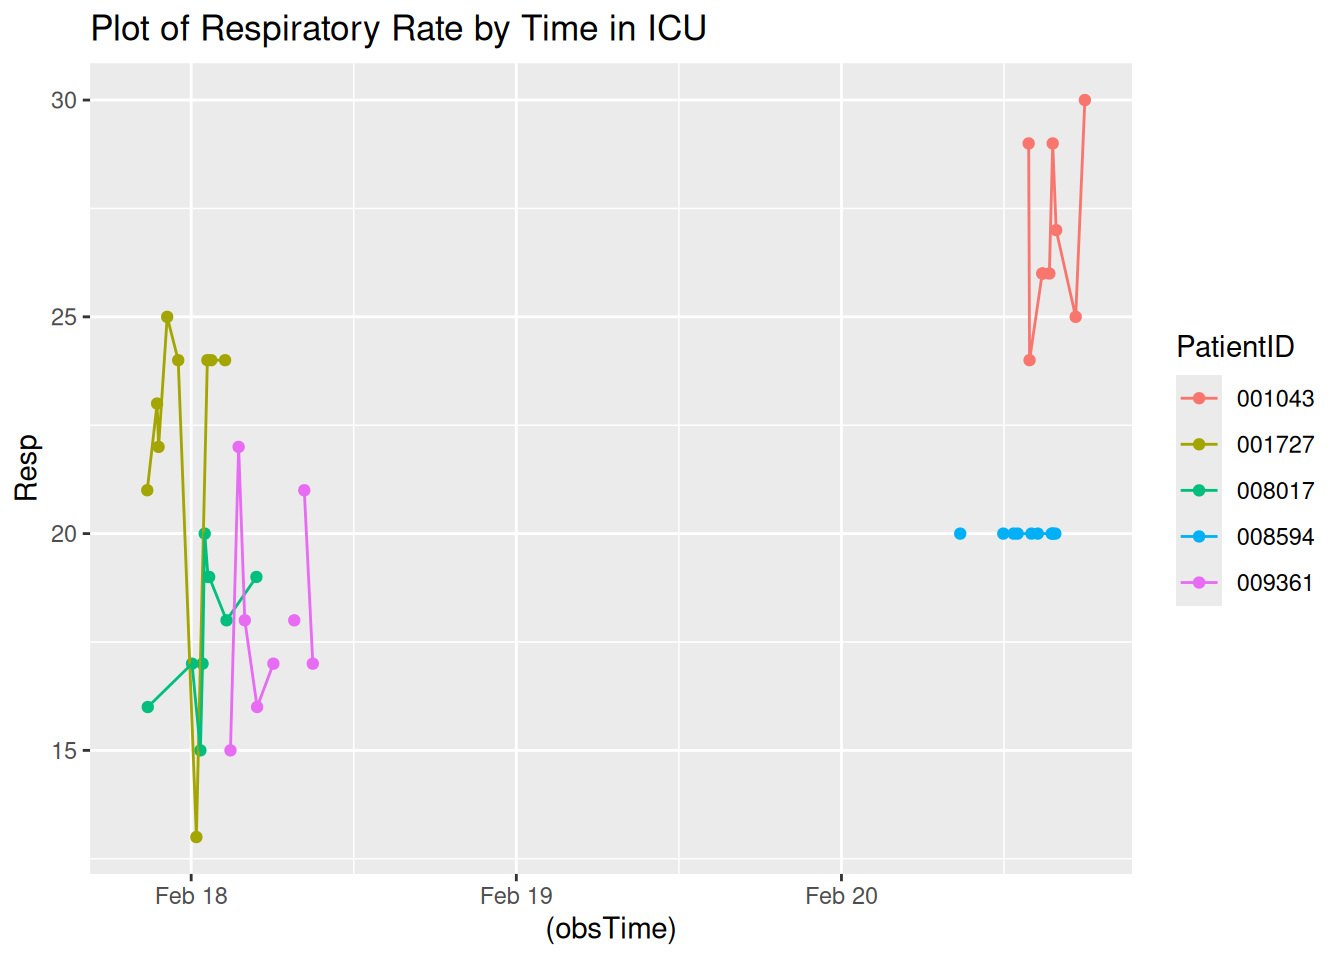 Plot of Respiratory Rate by Time in ICU
30
25
20
15
Resp
Feb 18
Feb 19
Feb 20
(obsTime)
PatientID
001043
001727
008017
008594
009361